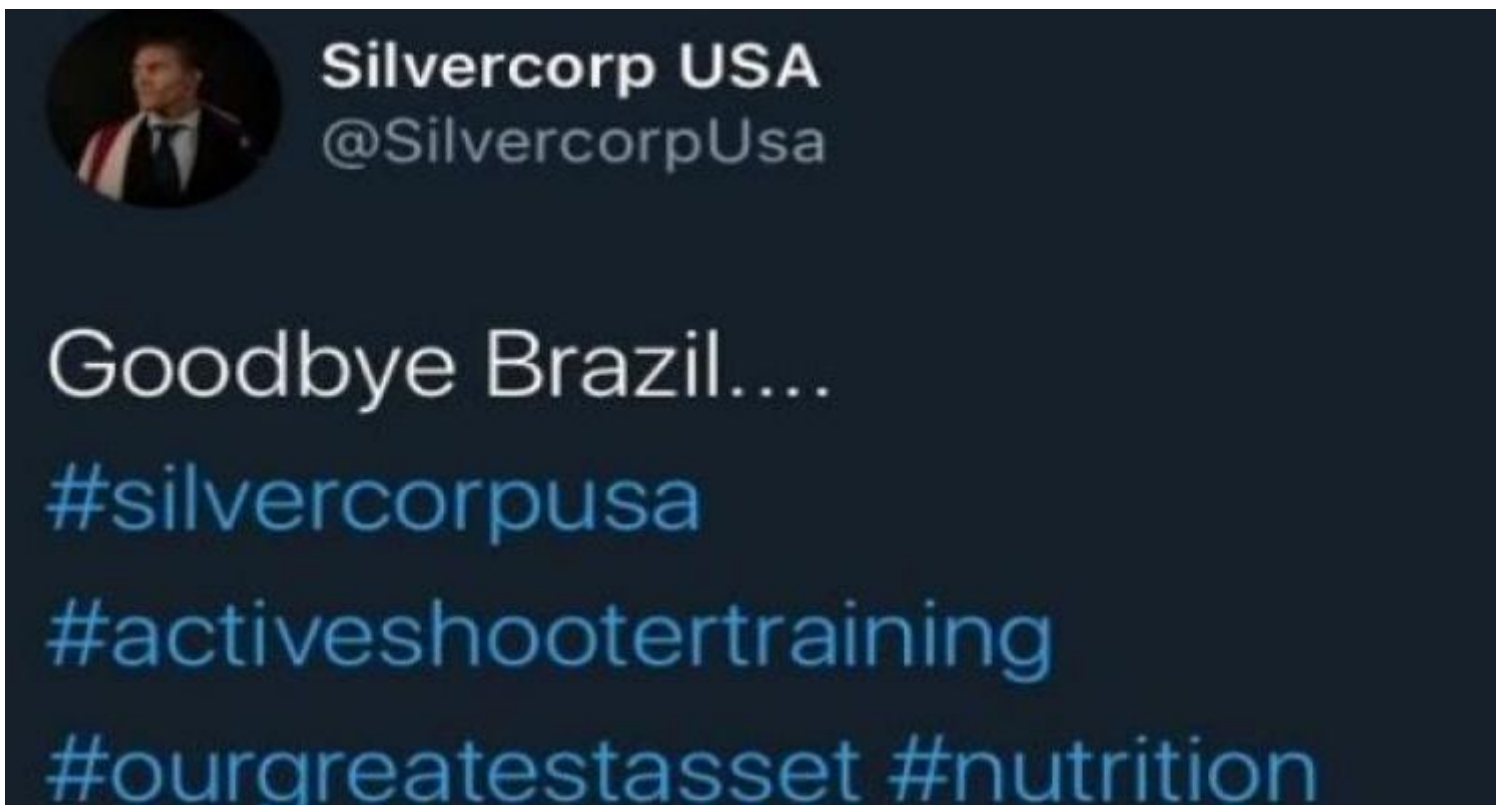 Silvercorp USA
@SilvercorpUsa
Goodbye Brazil....
#silvercorpusa
#activeshootertraining
#ourgreatestasset #nutrition